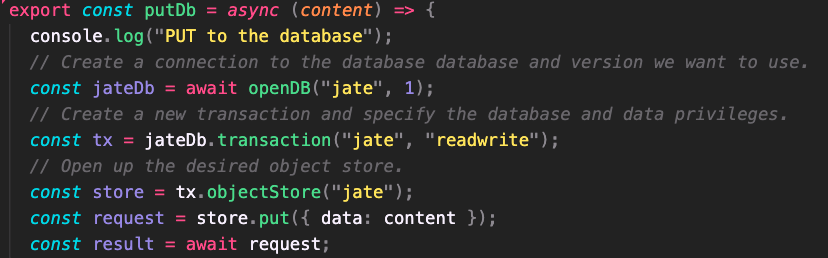 export const putDb = async (content) => {
console.log("PUT to the database");
// Create a connection to the database database and version we want to use.
const jateDb = await openDB("jate", 1);
// Create a new transaction and specify the database and data privileges.
const tx = jateDb.transaction("jate", "readwrite");
// Open up the desired object store.
const store = tx.objectStore("jate");
const request = store.put({ data: content });
const result = await request;